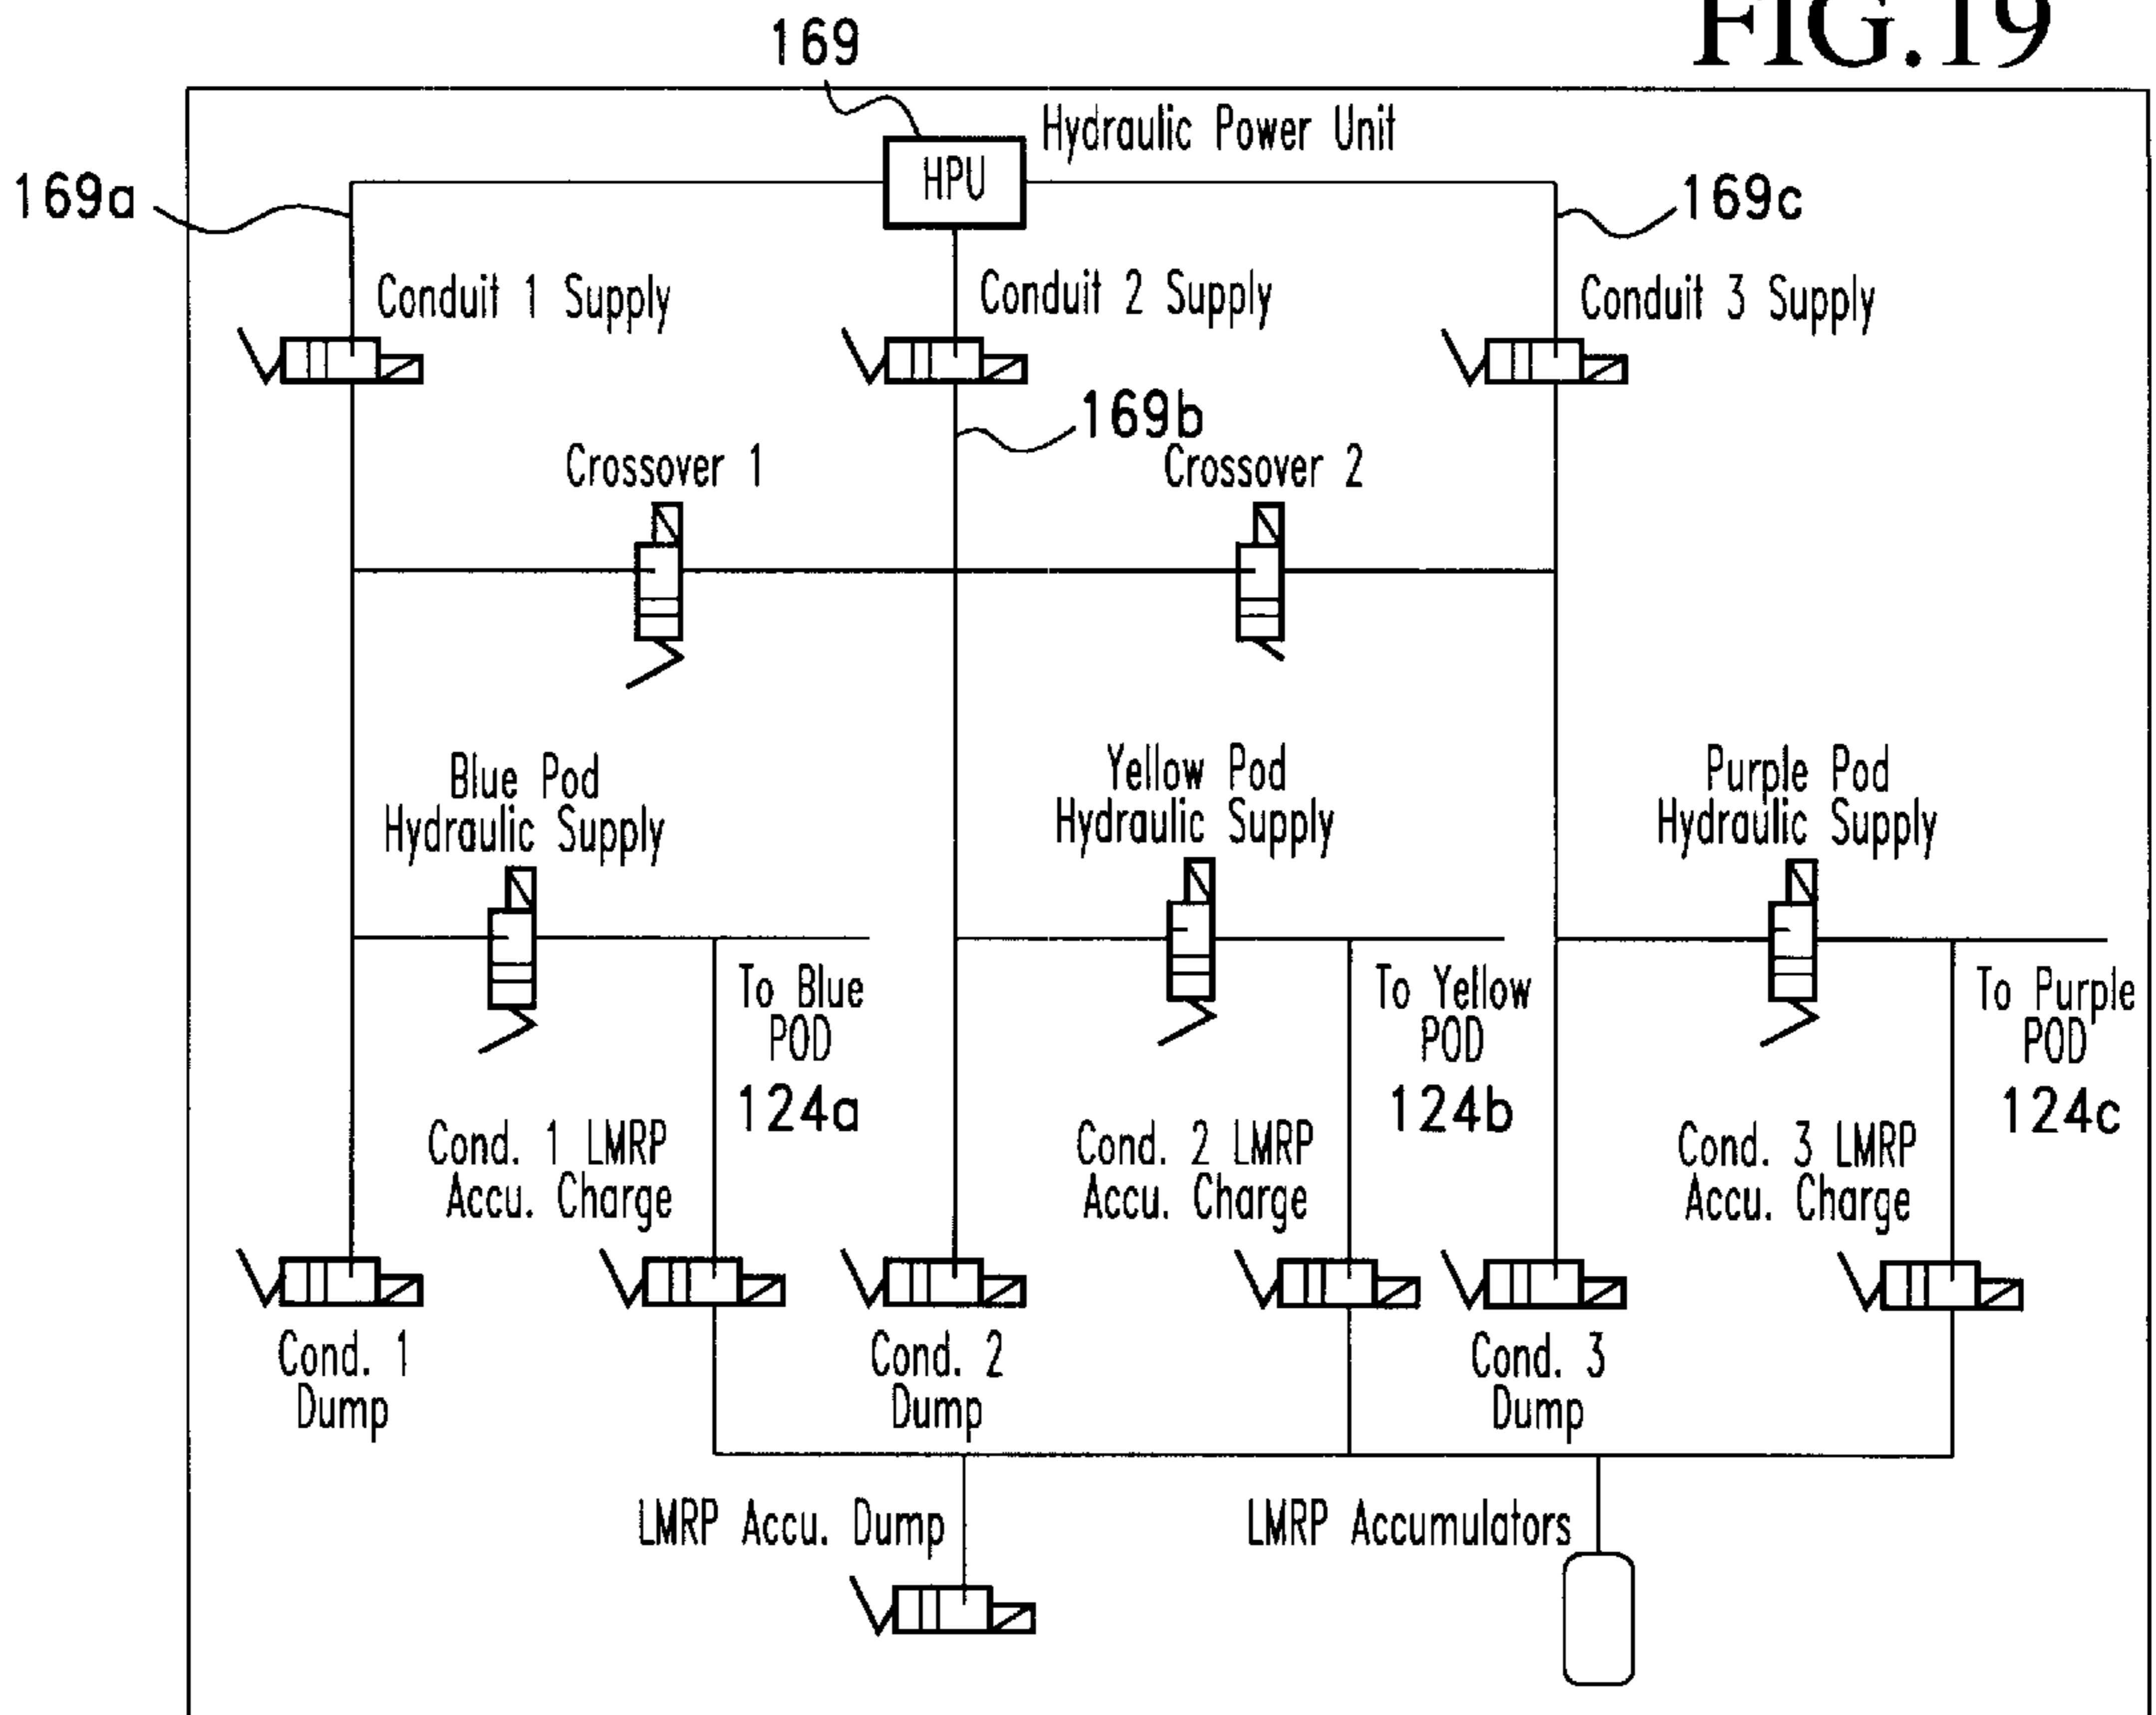 FIG.19
169
Hydraulic Power Unit
HPU
169a
169c
Conduit 1 Supply
Conduit 2 Supply
Conduit 3 Supply
169b
Crossover 1
Crossover 2
Blue Pod
Hydraulic Supply
Yellow Pod
Hydraulic Supply
Purple Pod
Hydraulic Supply
To Blue
POD
124a
To Yellow
POD
124b
To Purple
POD
124c
Cond. 1 LMRP
Accu. Charge
Cond. 2 LMRP
Accu. Charge
Cond. 3 LMRP
Accu. Charge
Cond. 1
Dump
Cond. 2
Dump
Cond. 3
Dump
LMRP Accu. Dump
LMRP Accumulators